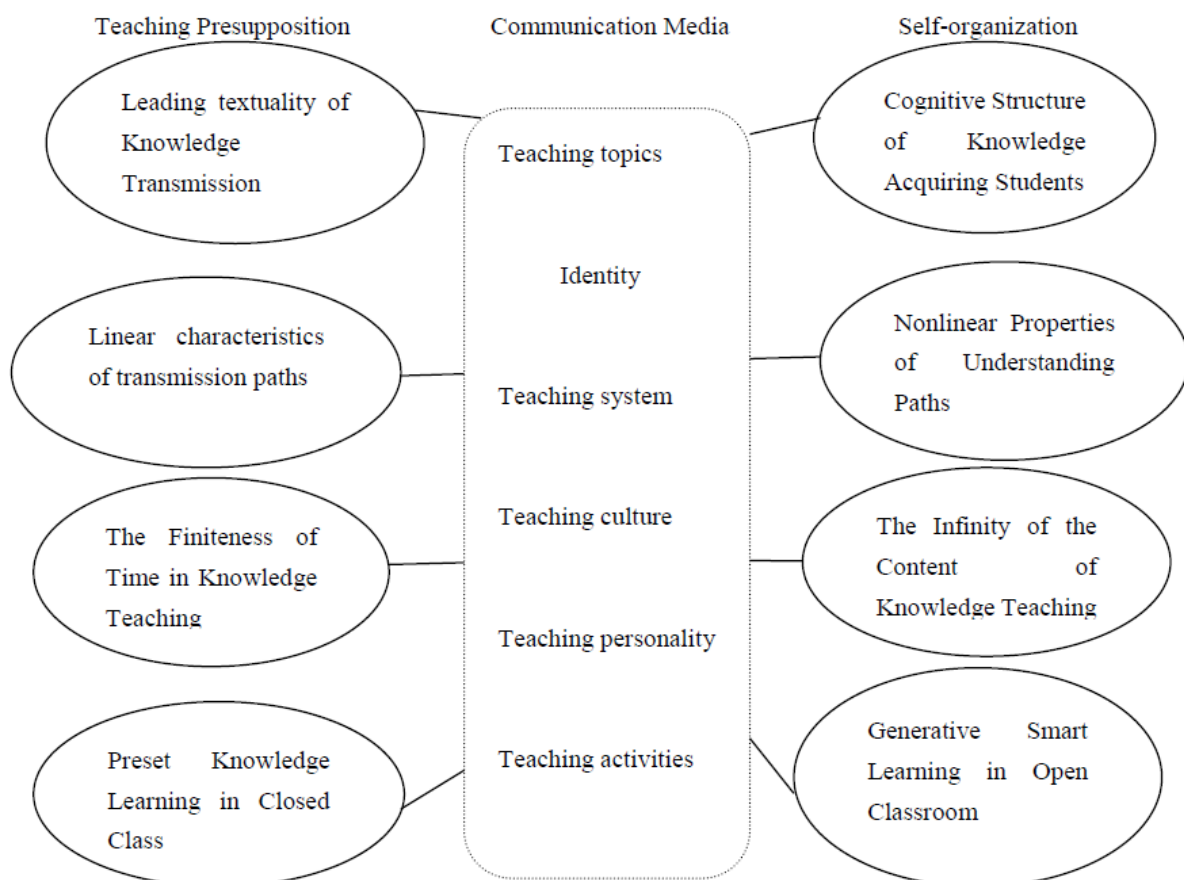 Teaching Presupposition
Communication Media
Self-organization
Leading textuality of
Knowledge
Transmission
Linear characteristics
of transmission paths
The Finiteness of
Time in Knowledge
Teaching
Preset Knowledge
Learning in Closed
Class
Teaching topics
Identity
Teaching system
Teaching culture
Teaching personality
Teaching activities
Cognitive Structure
of Knowledge
Acquiring Students
Nonlinear Properties
of Understanding
Paths
The Infinity of the
Content of
Knowledge Teaching
Generative Smart
Learning in Open
Classroom